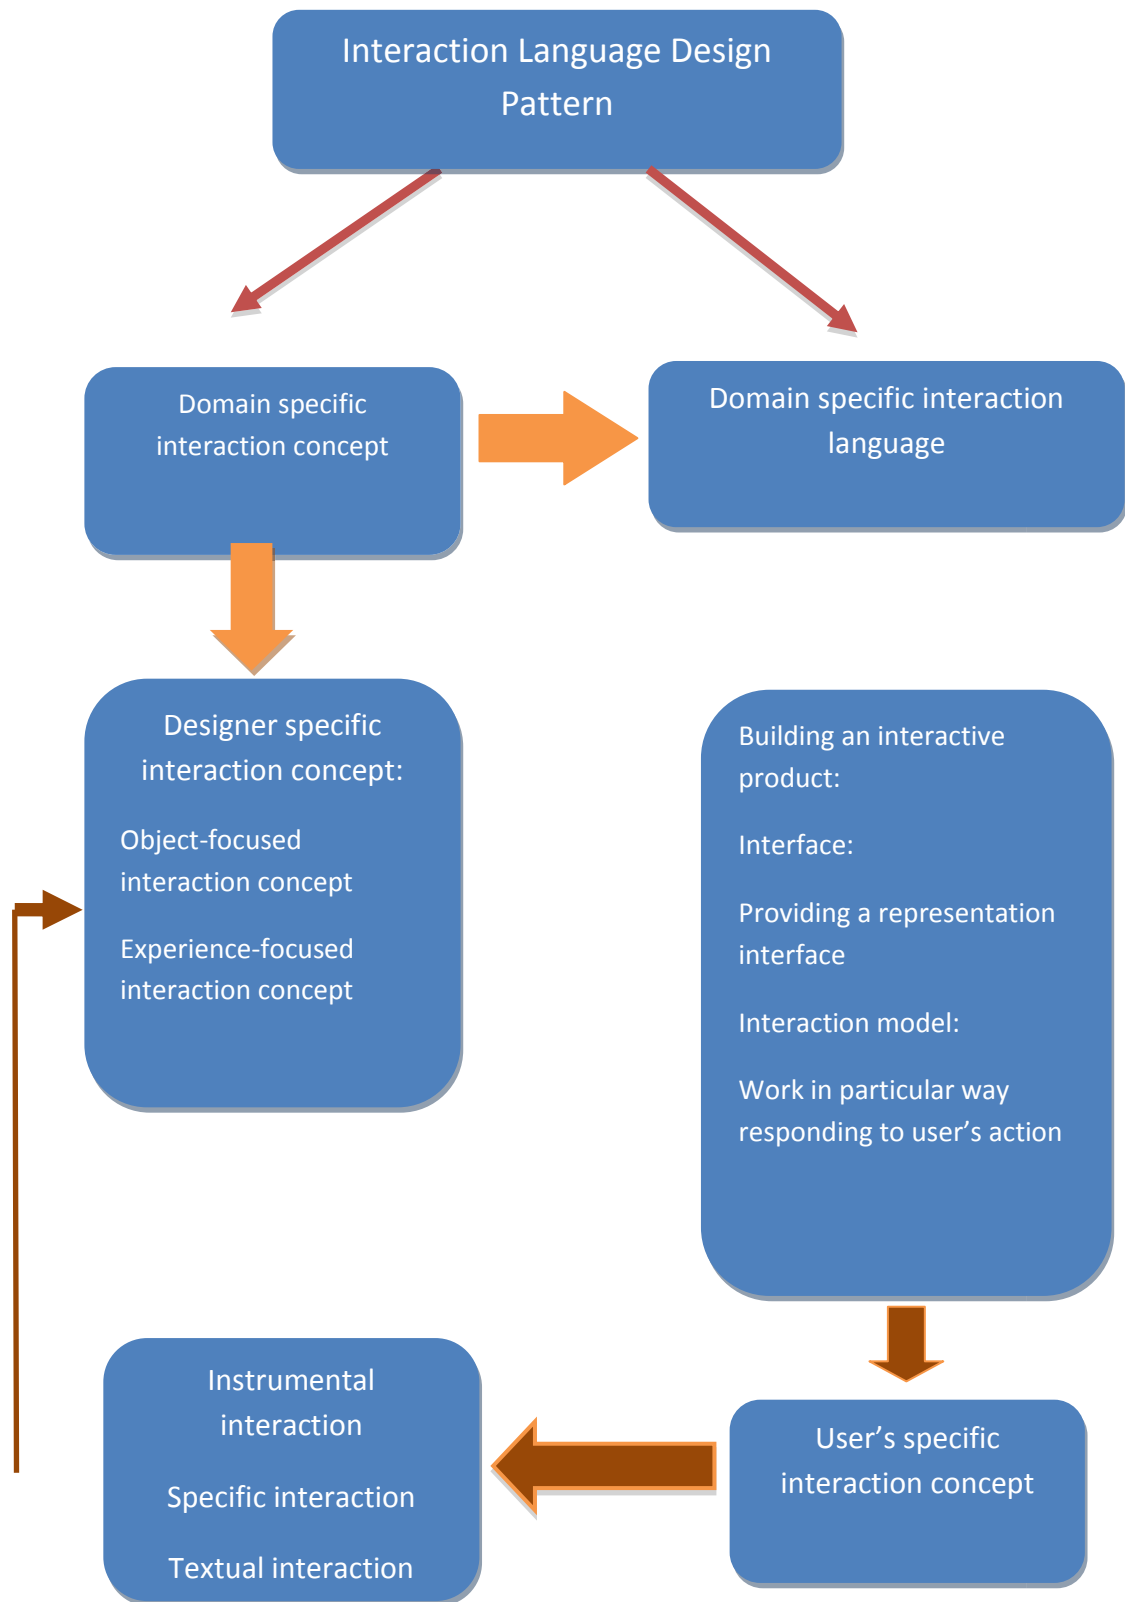 Interaction Language Design
Pattern
Domain specific
interaction concept
Domain specific interaction
language
Designer specific
interaction concept:
Object-focused
interaction concept
Experience-focused
interaction concept
Building an interactive
product:
Interface:
Providing a representation
interface
Interaction model:
Work in particular way
responding to user’s action
Instrumental
interaction
Specific interaction
Textual interaction
User’s specific
interaction concept